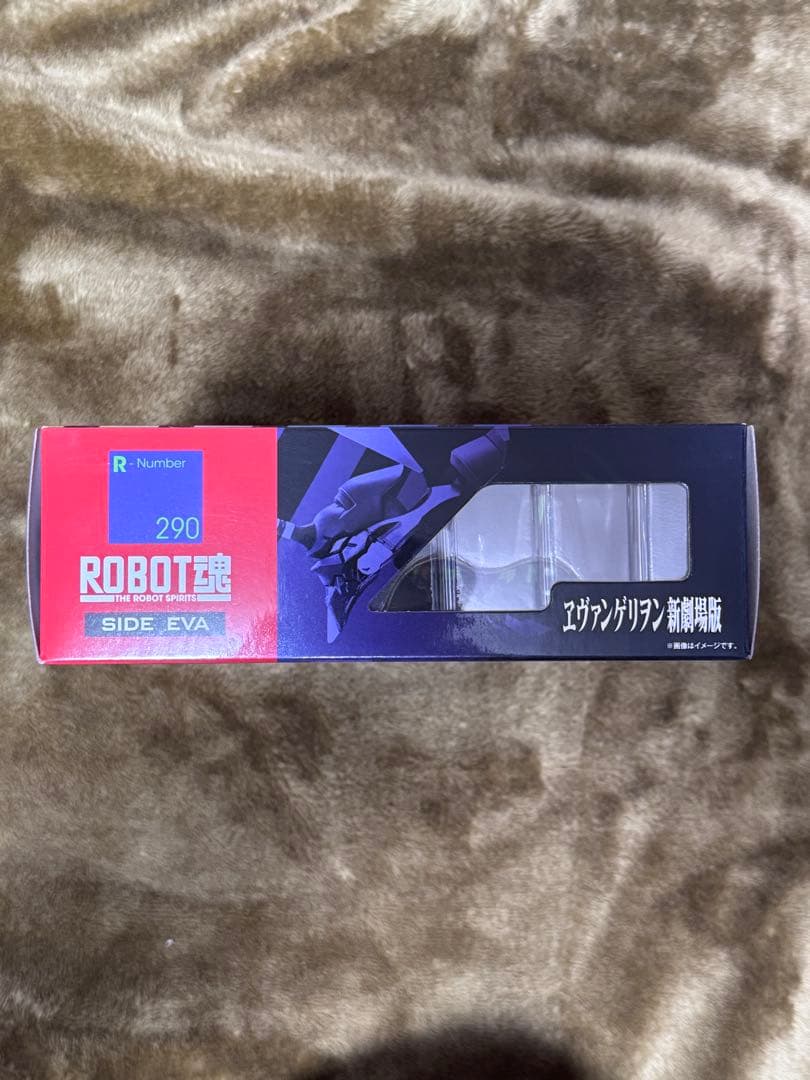 R - Number
290
ROBOT魂
THE ROBOT SPIRITS
SIDE EVA
ヱヴァンゲリヲン新劇場版
※画像はイメージです。